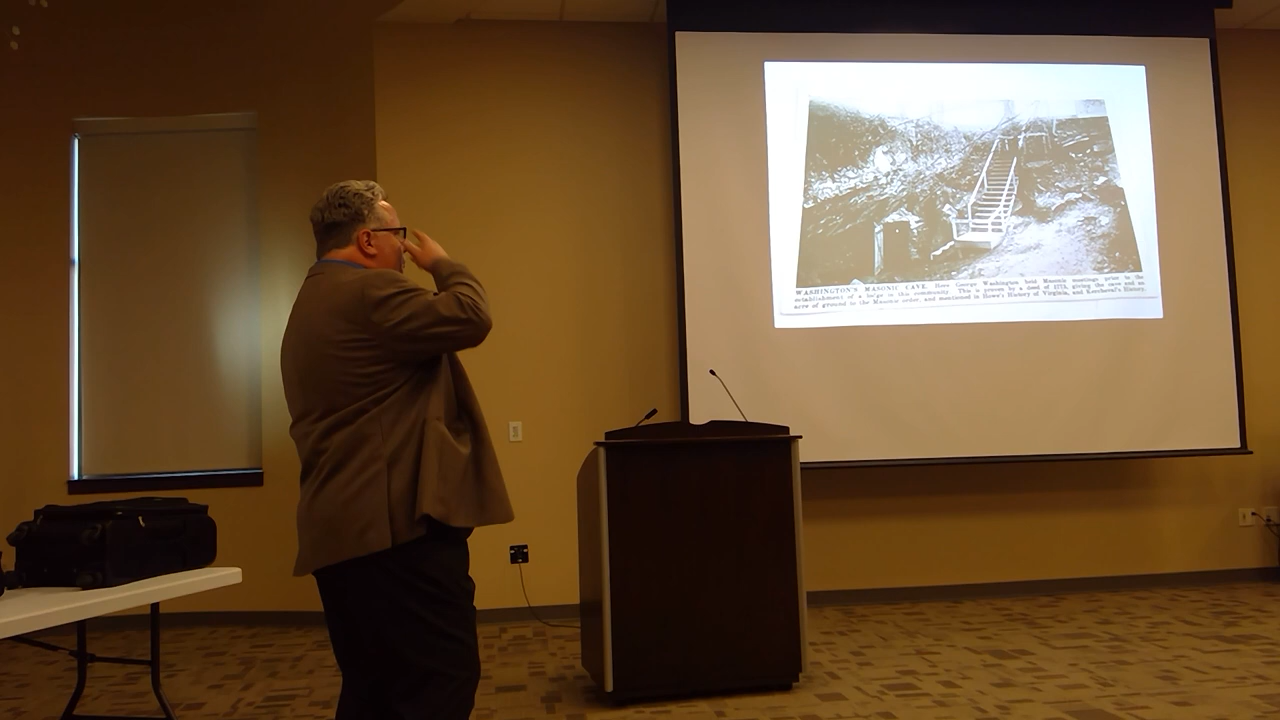 WASHINGTON'S MASONIC CAVE. Here George Washington held Masonic meetings prior to the
establishment of a lodge in this community. This is proven by a deed of 1773, giving the cave and an
acre of ground to the Masonic order, and mentioned in Howe's History of Virginia, and Kercheval's History.